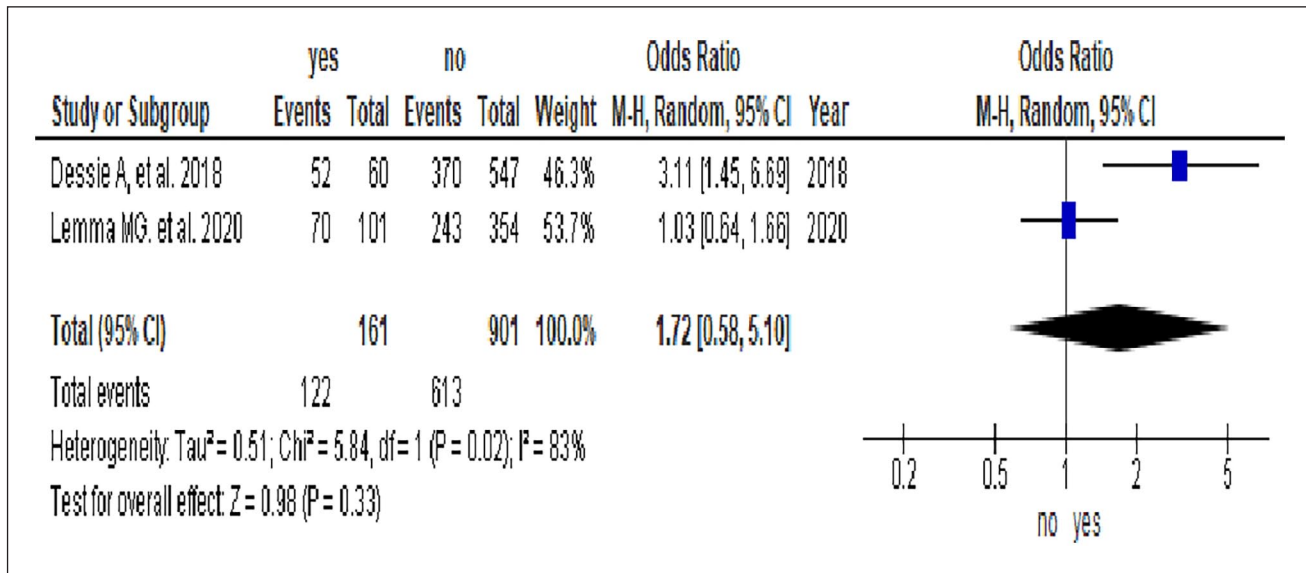 yes no Odds Ratio Odds Ratio
Study or Subgroup Events Total Events Total Weight M-H, Random, 95% CI Year M-H, Random, 95% CI
Dessie A, et al. 2018 52 60 370 547 46.3% 3.11 [1.45, 6.69] 2018
Lemma MG. et al. 2020 70 101 243 354 53.7% 1.03 [0.64, 1.66] 2020
Total (95% CI) 161 901 100.0% 1.72 [0.58, 5.10]
Total events 122 613
Heterogeneity: Tau² = 0.51; Chi² = 5.84, df = 1 (P = 0.02); I² = 83%
Test for overall effect: Z = 0.98 (P = 0.33)
0.2 0.5 1 2 5
no yes